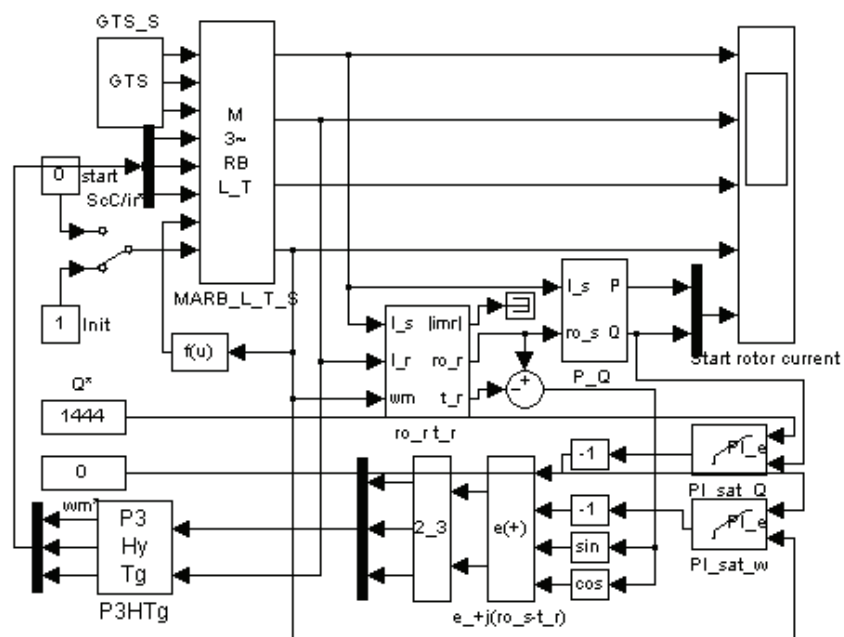 GTS_S
GTS
M
3~
RB
L_T
MARB_L_T_S
0
start
ScC/ir*
1
Init
f(u)
I_s
I_r
wm
|imr|
ro_r
t_r
ro_r t_r
I_s
ro_s
P
Q
P_Q
Start rotor current
-
+
Q*
1444
0
wm*
P3
Hy
Tg
P3HTg
2_3
e(+)
e_+j(ro_s-t_r)
-1
-1
sin
cos
PI_e
PI_sat_Q
PI_e
PI_sat_w